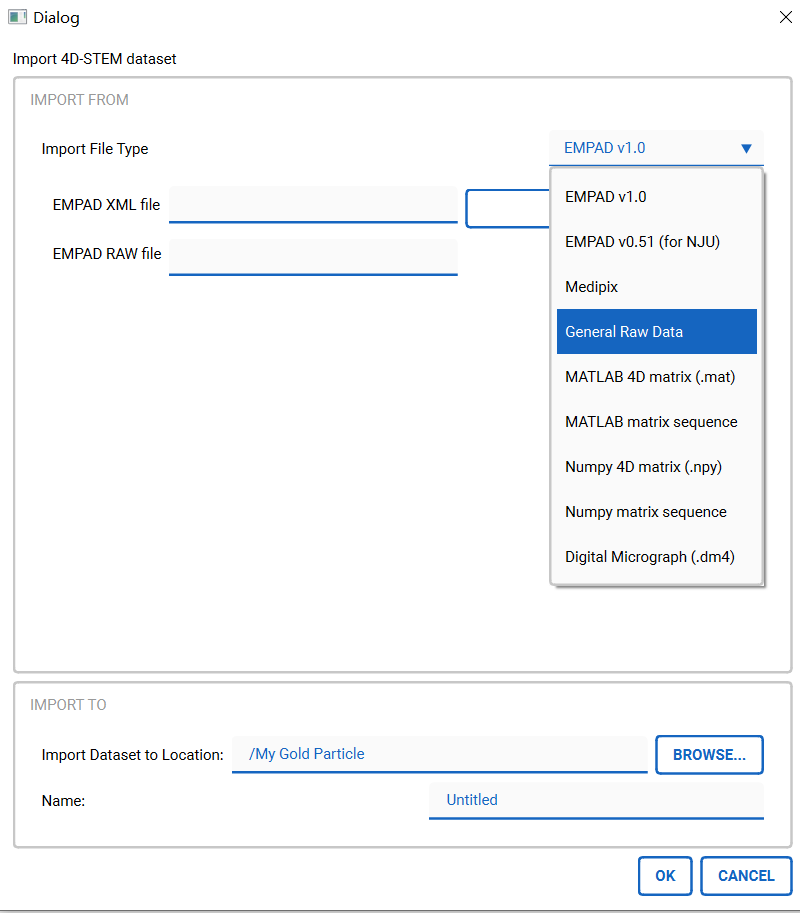 Dialog
Import 4D-STEM dataset
IMPORT FROM
Import File Type
EMPAD v1.0
EMPAD XML file
EMPAD RAW file
EMPAD v1.0
EMPAD v0.51 (for NJU)
Medipix
General Raw Data
MATLAB 4D matrix (.mat)
MATLAB matrix sequence
Numpy 4D matrix (.npy)
Numpy matrix sequence
Digital Micrograph (.dm4)
IMPORT TO
Import Dataset to Location: /My Gold Particle BROWSE...
Name: Untitled
OK CANCEL